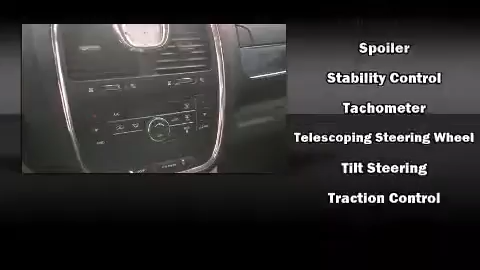 Spoiler
Stability Control
Tachometer
Telescoping Steering Wheel
Tilt Steering
Traction Control